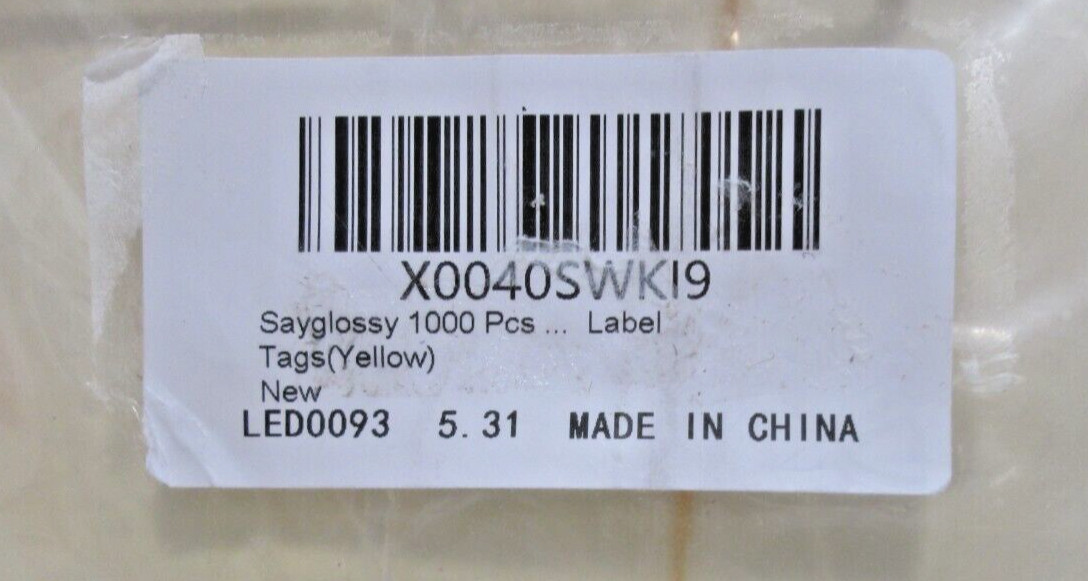 X0040SWKI9
Sayglossy 1000 Pcs ... Label
Tags(Yellow)
New
LED0093 5.31 MADE IN CHINA